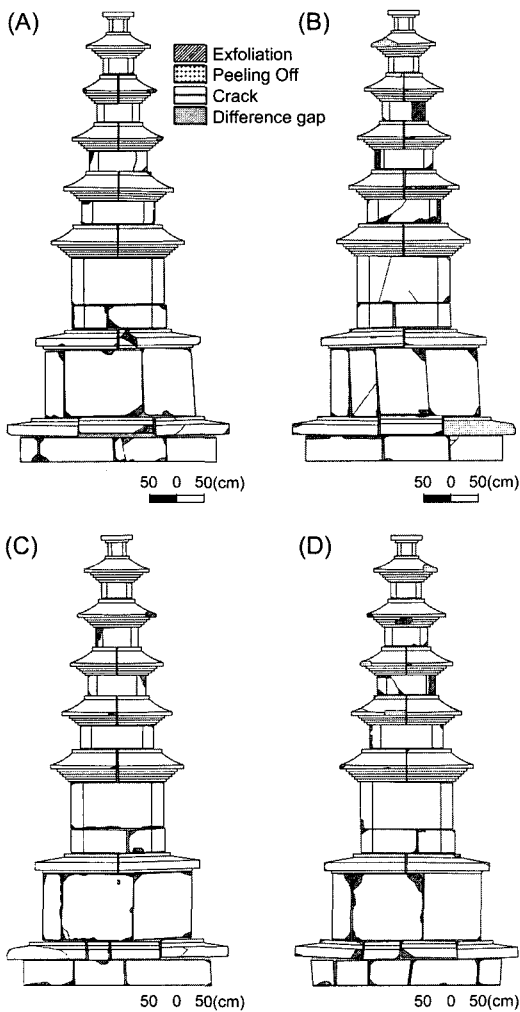 (A)
(B)
Exfoliation
Peeling Off
Crack
Difference gap
50 0 50(cm)
50 0 50(cm)
(C)
(D)
50 0 50(cm)
50 0 50(cm)